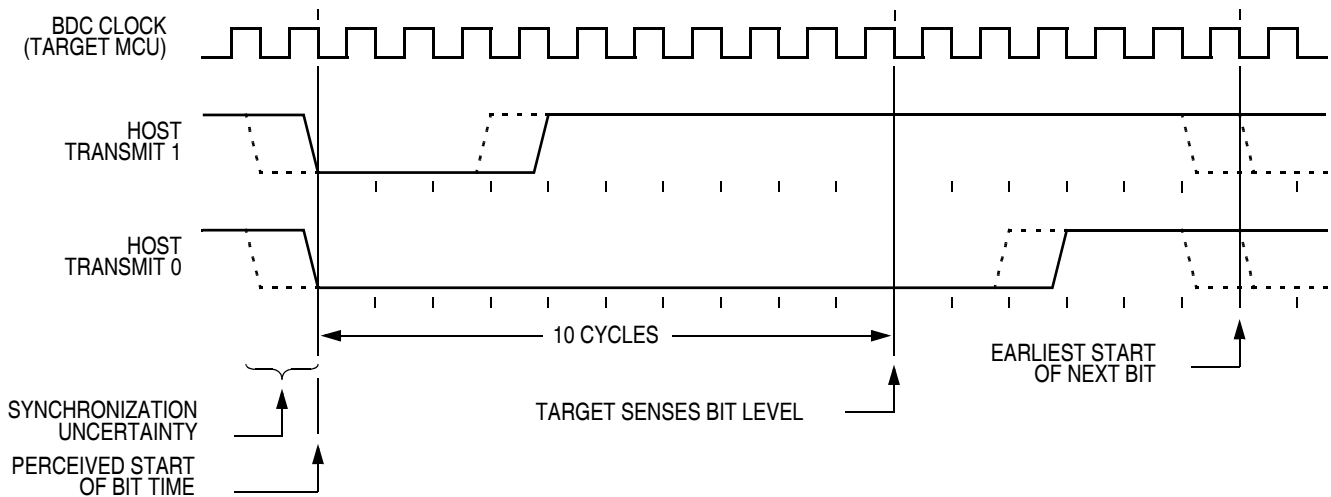 BDC CLOCK
(TARGET MCU)
HOST
TRANSMIT 1
HOST
TRANSMIT 0
10 CYCLES
EARLIEST START
OF NEXT BIT
SYNCHRONIZATION
UNCERTAINTY
TARGET SENSES BIT LEVEL
PERCEIVED START
OF BIT TIME